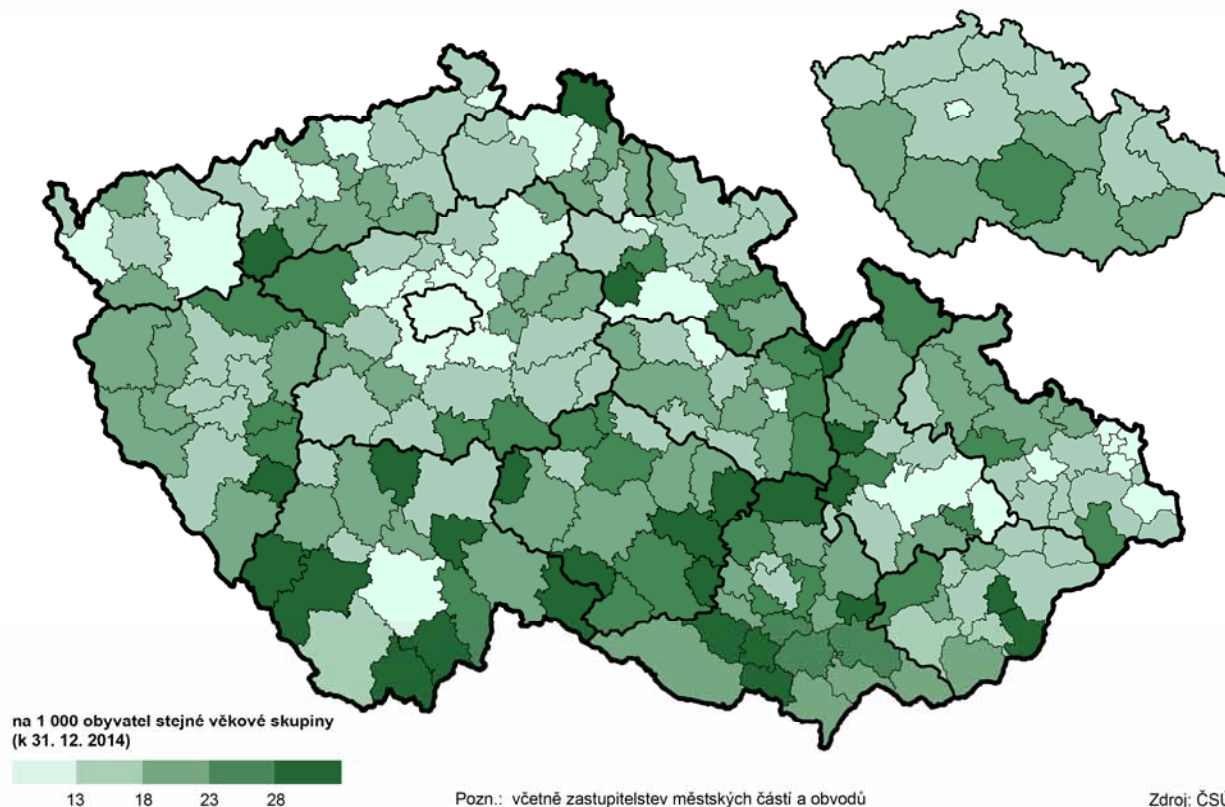 na 1 000 obyvatel stejné věkové skupiny
(k 31. 12. 2014)
13 18 23 28
Pozn.: včetně zastupitelstev městských částí a obvodů
Zdroj: ČSÚ